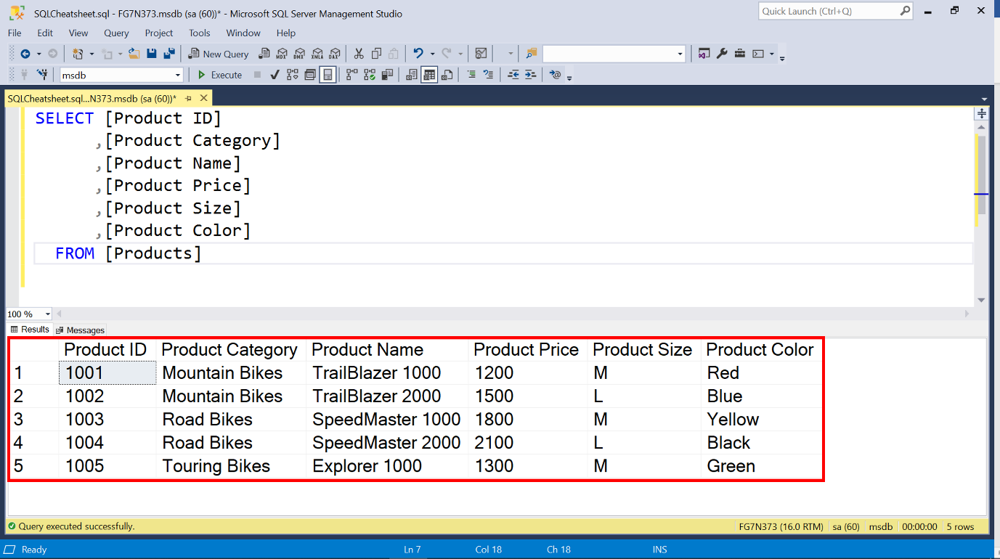 SQLCheatsheet.sql - FG7N373.msdb (sa (60))* - Microsoft SQL Server Management Studio
Quick Launch (Ctrl+Q)
File Edit View Query Project Tools Window Help
New Query MDX DMX XMLA DAX
msdb Execute
SQLCheatsheet.sql...N373.msdb (sa (60))*
SELECT [Product ID]
,[Product Category]
,[Product Name]
,[Product Price]
,[Product Size]
,[Product Color]
FROM [Products]
100 %
Results Messages
Product ID Product Category Product Name Product Price Product Size Product Color
1 1001 Mountain Bikes TrailBlazer 1000 1200 M Red
2 1002 Mountain Bikes TrailBlazer 2000 1500 L Blue
3 1003 Road Bikes SpeedMaster 1000 1800 M Yellow
4 1004 Road Bikes SpeedMaster 2000 2100 L Black
5 1005 Touring Bikes Explorer 1000 1300 M Green
Query executed successfully. FG7N373 (16.0 RTM) sa (60) msdb 00:00:00 5 rows
Ready Ln 7 Col 18 Ch 18 INS